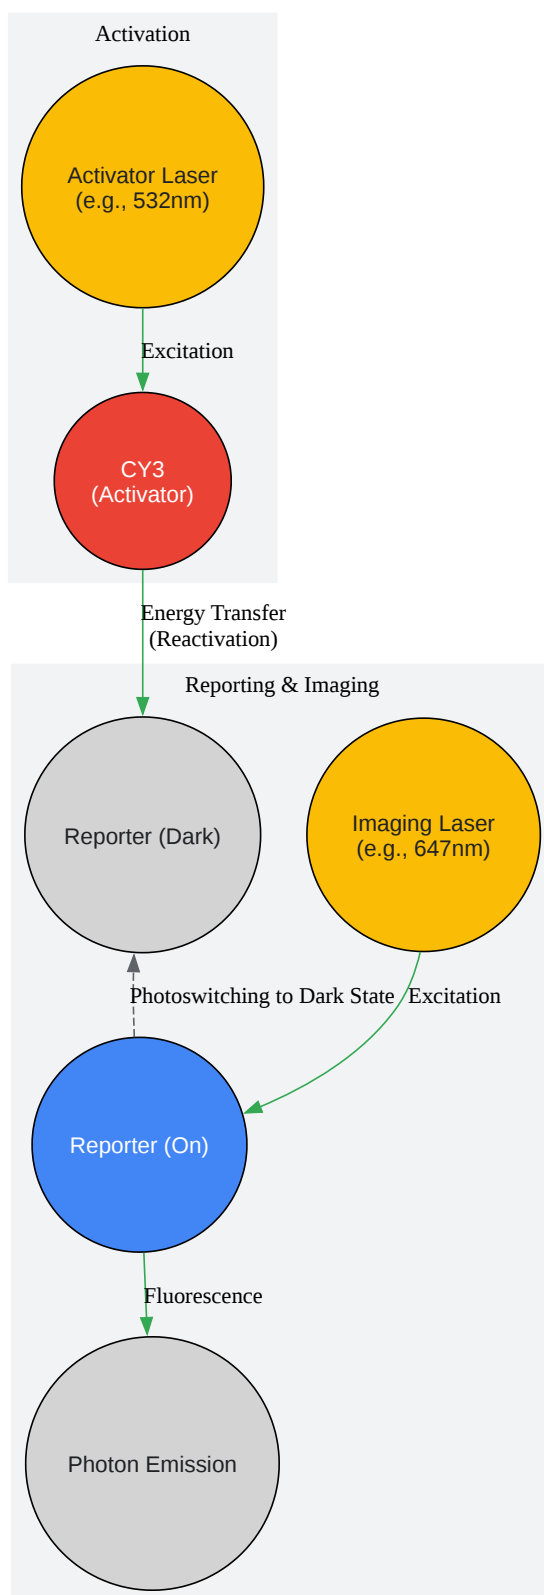 Activation
Activator Laser
(e.g., 532nm)
Excitation
CY3
(Activator)
Energy Transfer
(Reactivation)
Reporting & Imaging
Reporter (Dark)
Imaging Laser
(e.g., 647nm)
Photoswitching to Dark State
Excitation
Reporter (On)
Fluorescence
Photon Emission